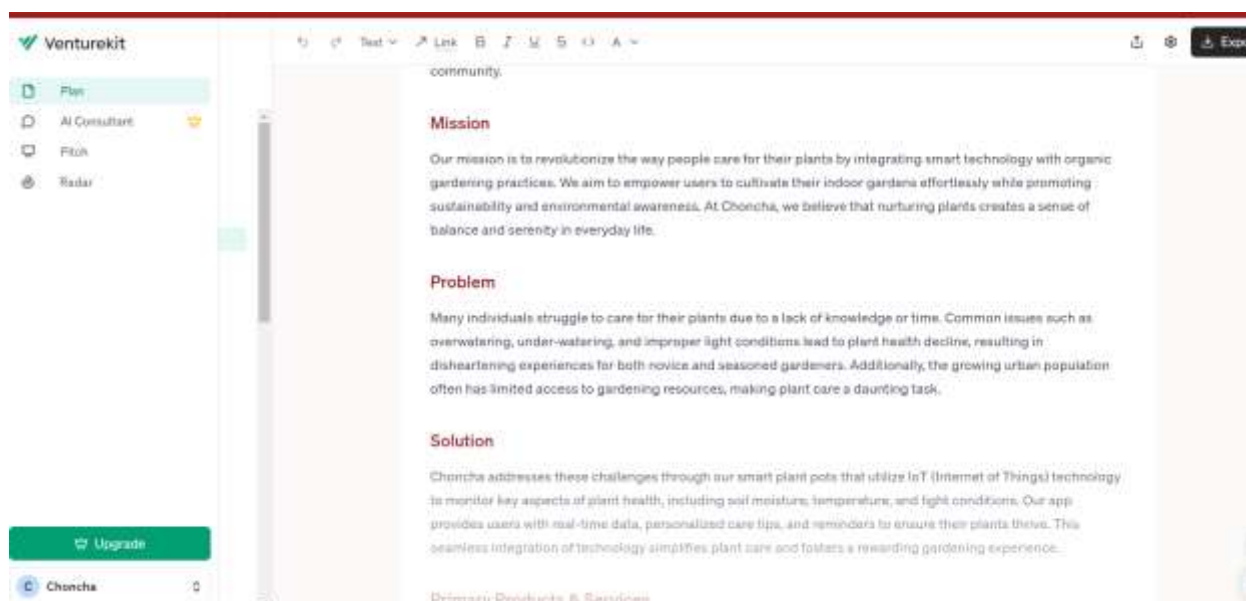 Venturekit
Text
Link
B I U S <> A
Expo
Plan
AI Consultant
Pitch
Radar
community.
Mission
Our mission is to revolutionize the way people care for their plants by integrating smart technology with organic
gardening practices. We aim to empower users to cultivate their indoor gardens effortlessly while promoting
sustainability and environmental awareness. At Choncha, we believe that nurturing plants creates a sense of
balance and serenity in everyday life.
Problem
Many individuals struggle to care for their plants due to a lack of knowledge or time. Common issues such as
overwatering, under-watering, and improper light conditions lead to plant health decline, resulting in
disheartening experiences for both novice and seasoned gardeners. Additionally, the growing urban population
often has limited access to gardening resources, making plant care a daunting task.
Solution
Choncha addresses these challenges through our smart plant pots that utilize IoT (Internet of Things) technology
to monitor key aspects of plant health, including soil moisture, temperature, and light conditions. Our app
provides users with real-time data, personalized care tips, and reminders to ensure their plants thrive. This
seamless integration of technology simplifies plant care and fosters a rewarding gardening experience.
Primary Products & Services
Upgrade
C Choncha